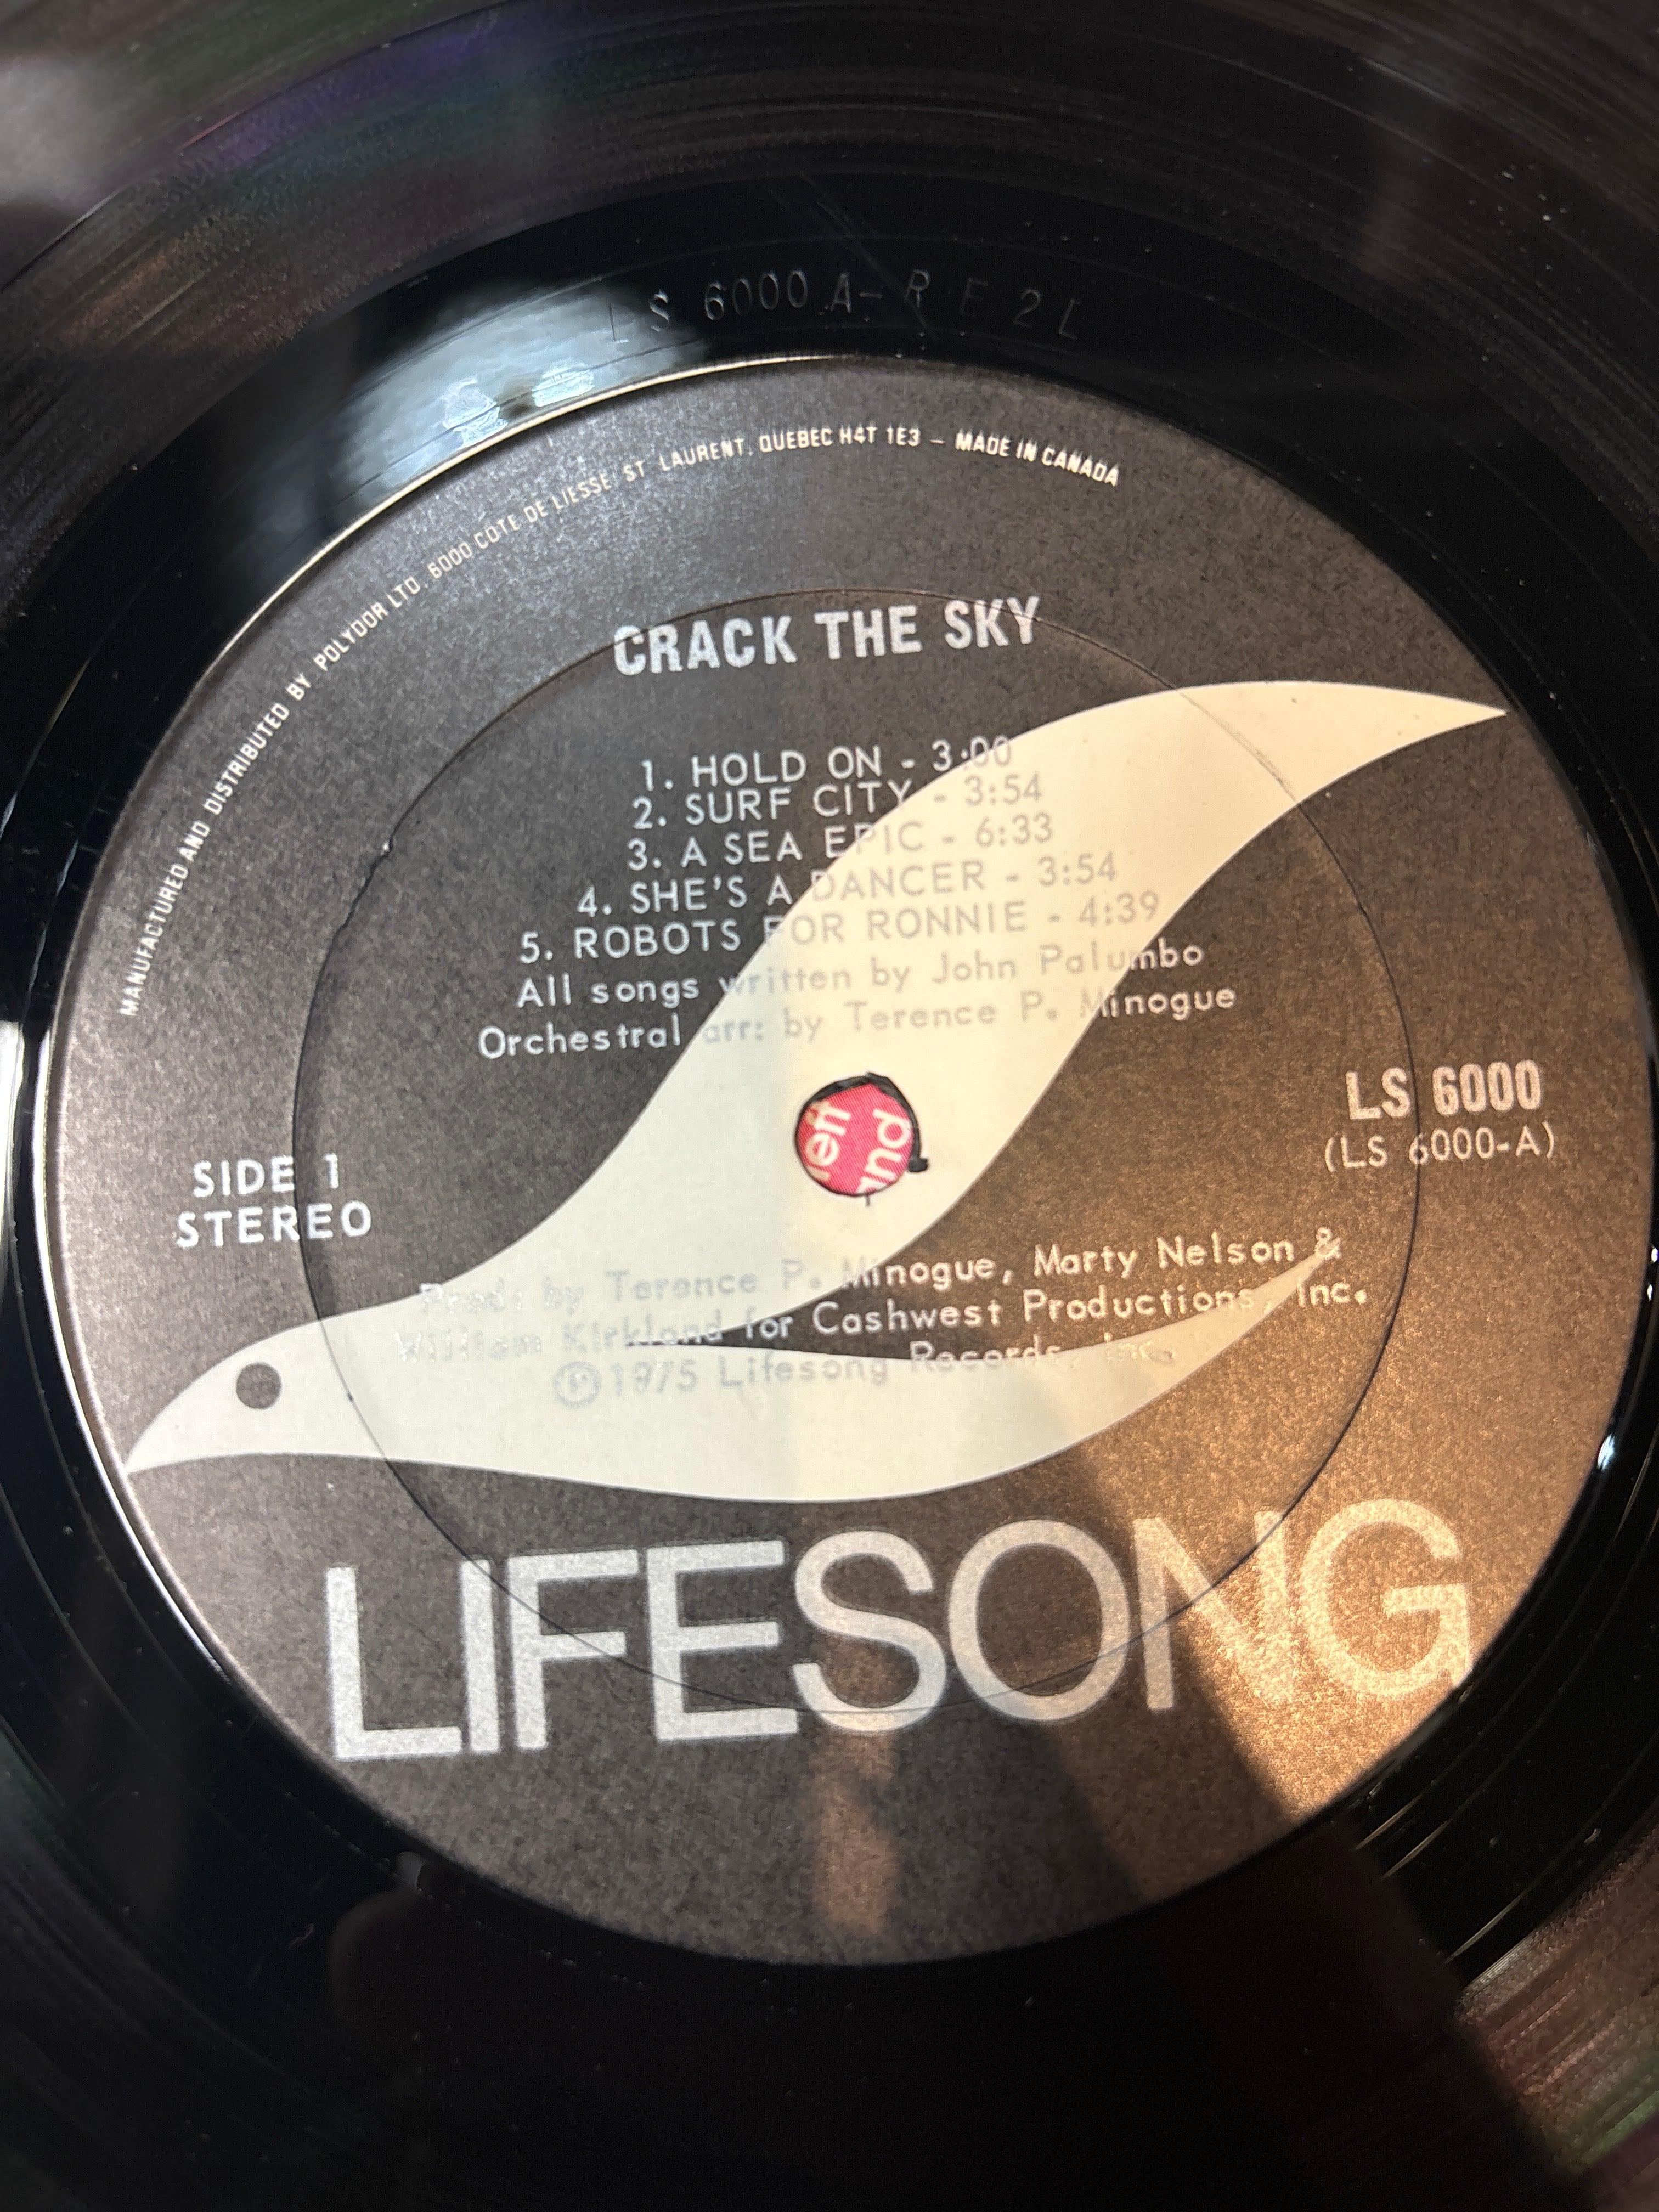 LS 6000 A-RE 2L
MANUFACTURED AND DISTRIBUTED BY POLYDOR LTD. 6000 COTE DE LIESSE ST LAURENT, QUEBEC H4T 1E3 — MADE IN CANADA
CRACK THE SKY
1. HOLD ON - 3:00
2. SURF CITY - 3:54
3. A SEA EPIC - 6:33
4. SHE'S A DANCER - 3:54
5. ROBOTS FOR RONNIE - 4:39
All songs written by John Palumbo
Orchestral arr: by Terence P. Minogue
LS 6000
(LS 6000-A)
SIDE 1
STEREO
Prod: by Terence P. Minogue, Marty Nelson &
William Kirkland for Cashwest Productions, Inc.
℗1975 Lifesong Records, Inc.
LIFESONG